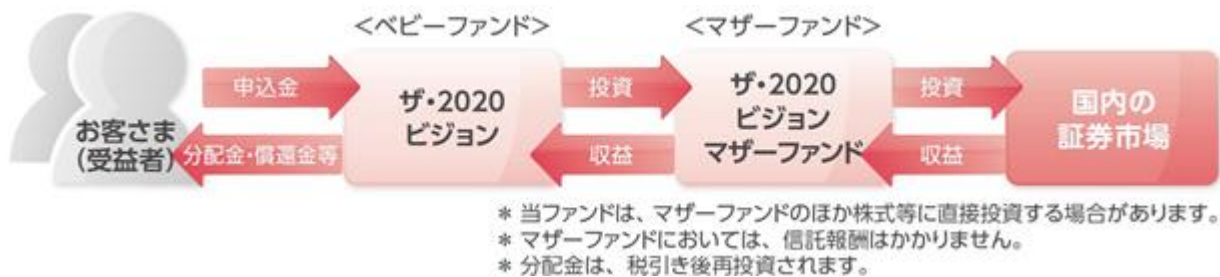 <ベビーファンド>
<マザーファンド>
お客さま
(受益者)
申込金
分配金・償還金等
ザ・2020
ビジョン
投資
収益
ザ・2020
ビジョン
マザーファンド
投資
収益
国内の
証券市場
* 当ファンドは、マザーファンドのほか株式等に直接投資する場合があります。
* マザーファンドにおいては、信託報酬はかかりません。
* 分配金は、税引き後再投資されます。